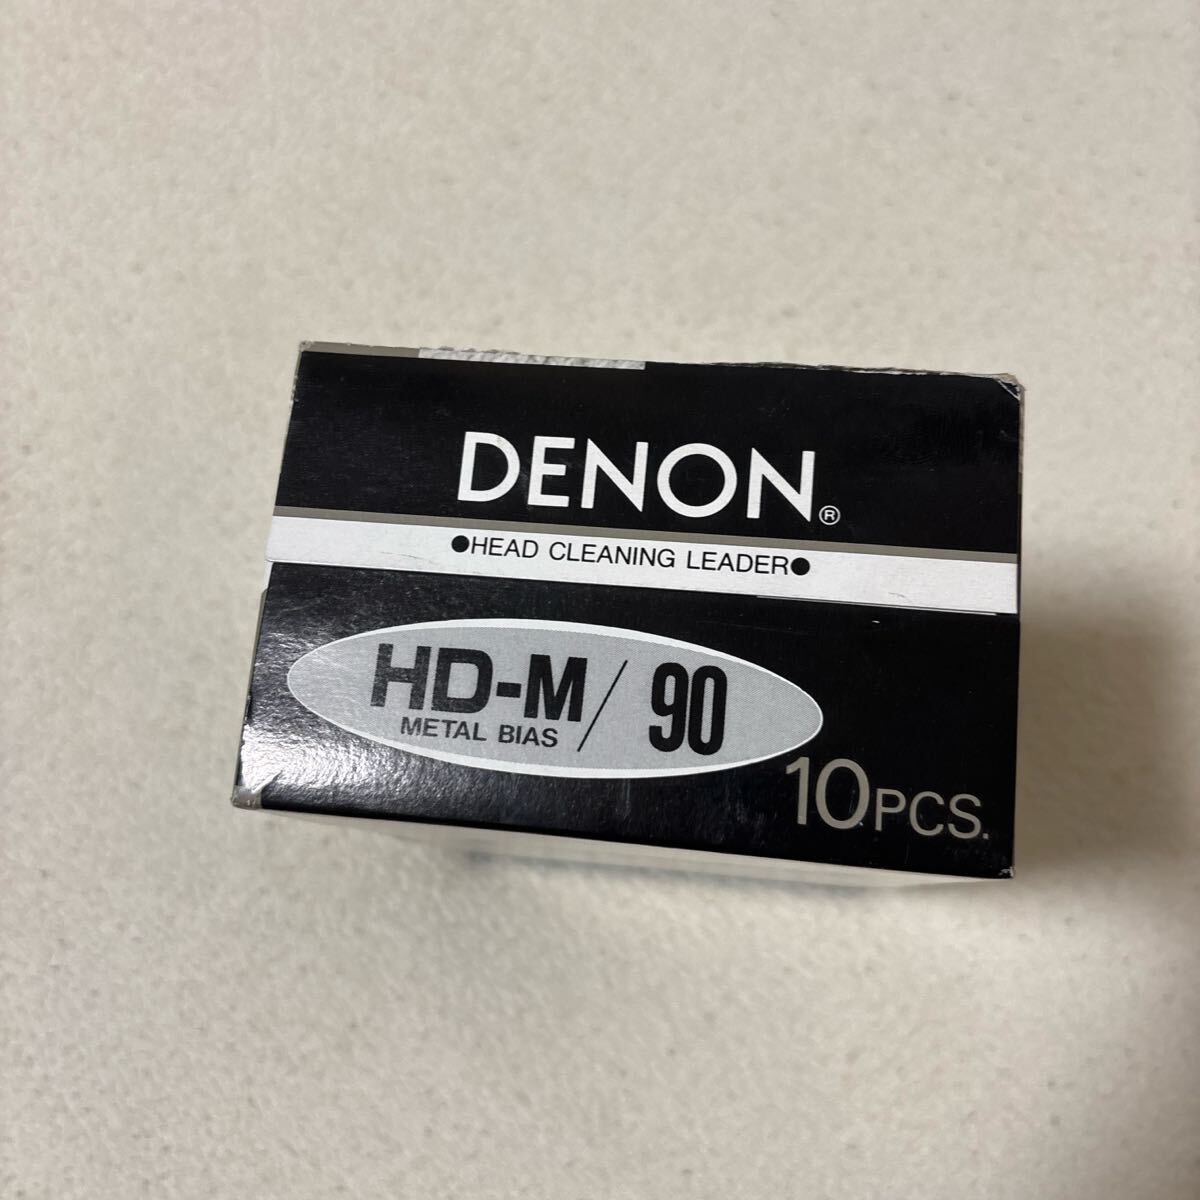 DENON®
●HEAD CLEANING LEADER●
HD-M/90
METAL BIAS
10PCS.